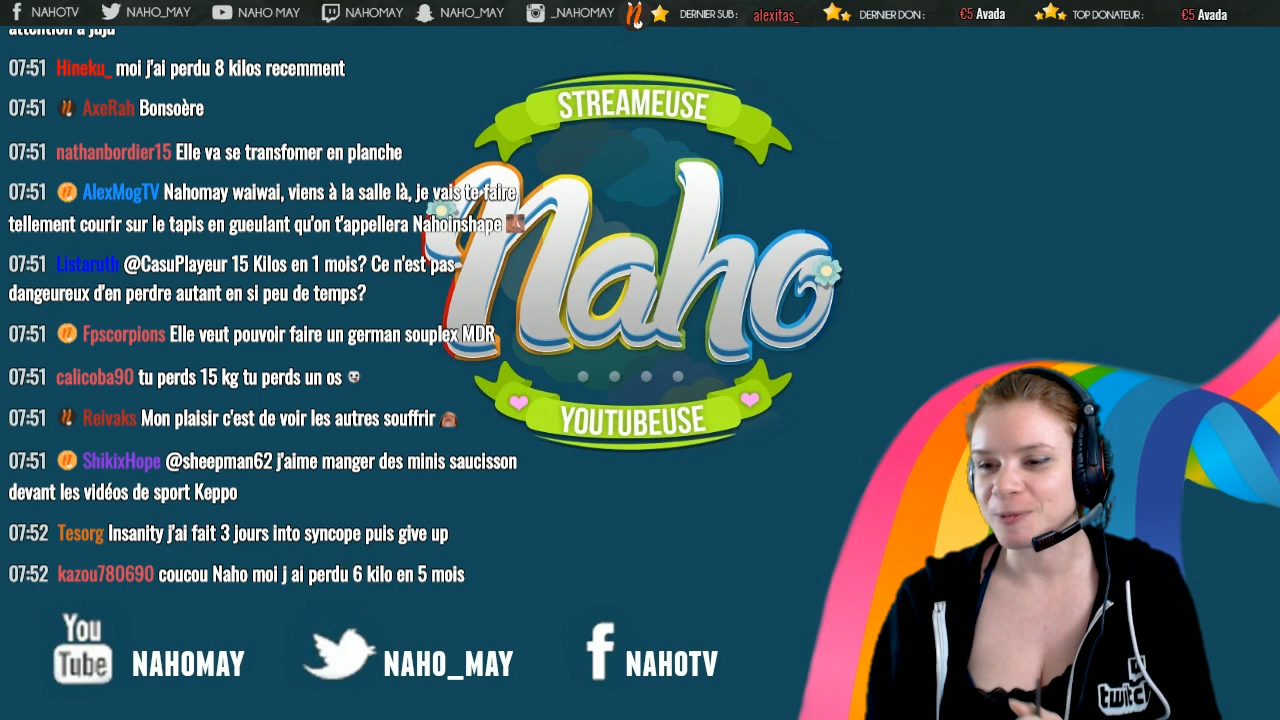 NAHOTV NAHO_MAY NAHO MAY NAHOMAY NAHO_MAY _NAHOMAY DERNIER SUB : alexitas_ DERNIER DON : €5 Avada TOP DONATEUR : €5 Avada
attention à juju
07:51 Hineku_ moi j'ai perdu 8 kilos recemment
07:51 AxeRah Bonsoère
07:51 nathanbordier15 Elle va se transfomer en planche
07:51 AlexMogTV Nahomay waiwai, viens à la salle là, je vais te faire
tellement courir sur le tapis en gueulant qu'on t'appellera Nahoinshape
07:51 Listaruth @CasuPlayeur 15 Kilos en 1 mois? Ce n'est pas
dangeureux d'en perdre autant en si peu de temps?
07:51 Fpscorpions Elle veut pouvoir faire un german souplex MDR
07:51 calicoba90 tu perds 15 kg tu perds un os
07:51 Reivaks Mon plaisir c'est de voir les autres souffrir
07:51 ShikixHope @sheepman62 j'aime manger des minis saucisson
devant les vidéos de sport Keppo
07:52 Tesorg Insanity j'ai fait 3 jours into syncope puis give up
07:52 kazou780690 coucou Naho moi j ai perdu 6 kilo en 5 mois
STREAMEUSE
Naho
YOUTUBEUSE
You
Tube
NAHOMAY
NAHO_MAY
f NAHOTV
twitch